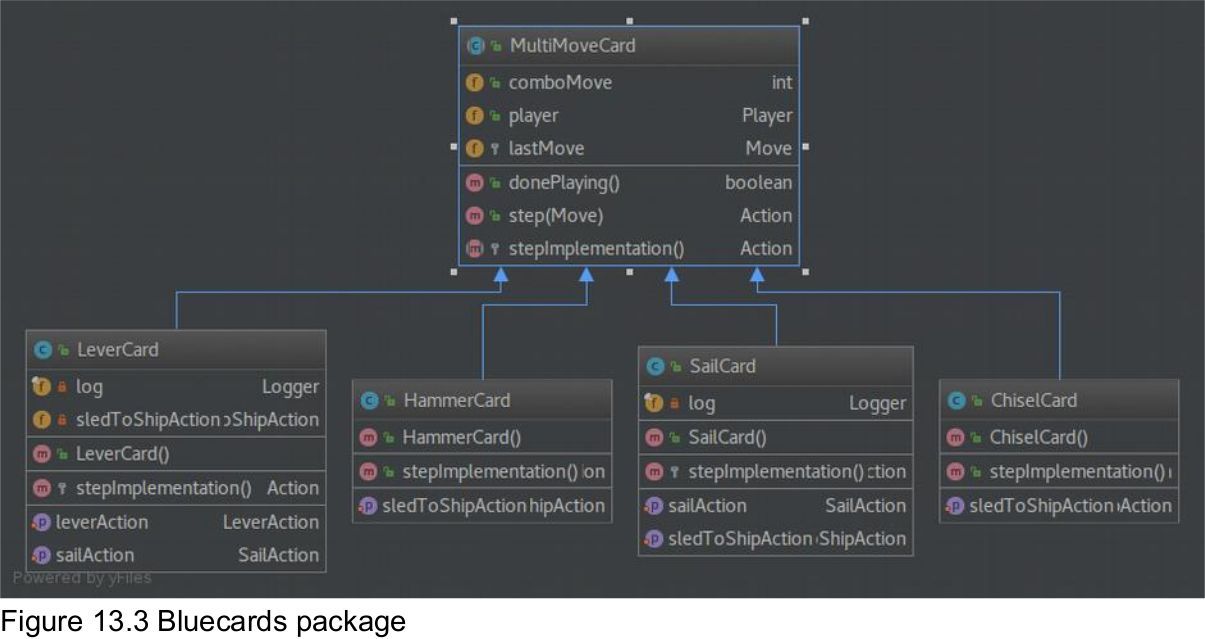 MultiMoveCard
comboMove int
player Player
lastMove Move
donePlaying() boolean
step(Move) Action
stepImplementation() Action
LeverCard
log Logger
sledToShipAction ShipAction
LeverCard()
stepImplementation() Action
leverAction LeverAction
sailAction SailAction
HammerCard
HammerCard()
stepImplementation() ion
sledToShipAction hipAction
SailCard
log Logger
SailCard()
stepImplementation() ction
sailAction SailAction
sledToShipAction ShipAction
ChiselCard
ChiselCard()
stepImplementation()
sledToShipAction Action
Powered by yFiles
Figure 13.3 Bluecards package